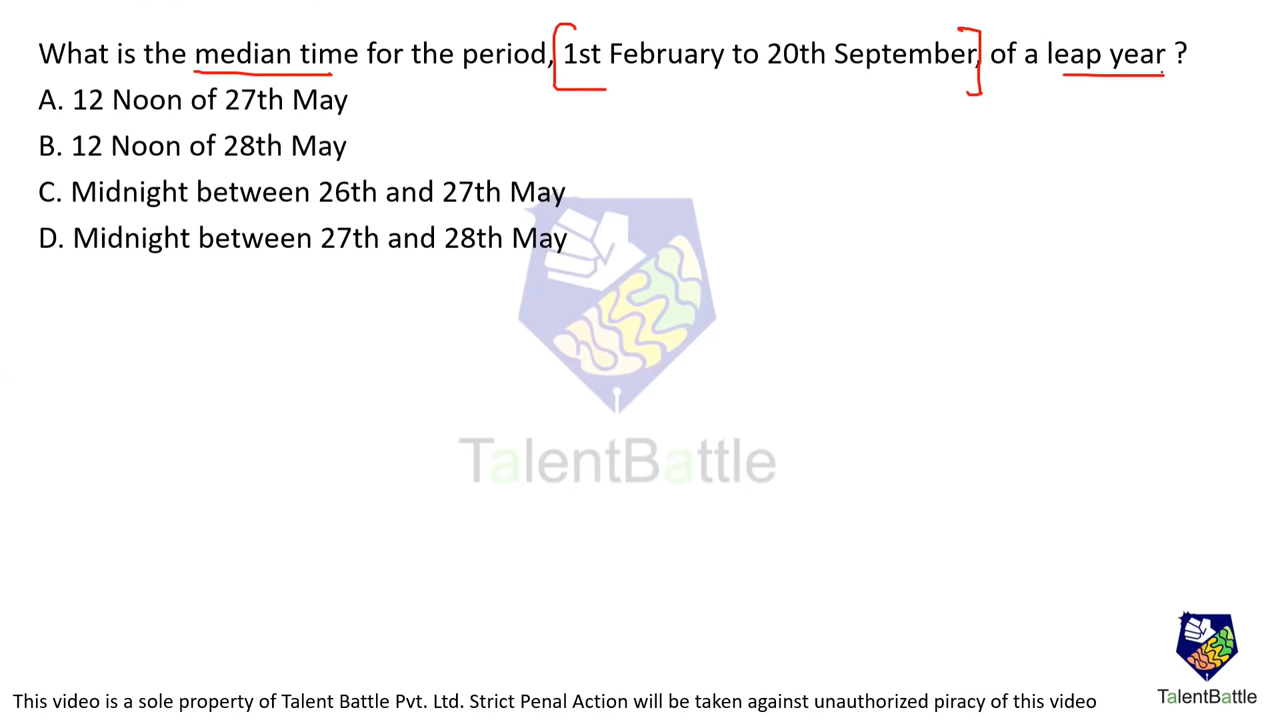 What is the median time for the period, 1st February to 20th September, of a leap year ?
A. 12 Noon of 27th May
B. 12 Noon of 28th May
C. Midnight between 26th and 27th May
D. Midnight between 27th and 28th May
TalentBattle
TalentBattle
This video is a sole property of Talent Battle Pvt. Ltd. Strict Penal Action will be taken against unauthorized piracy of this video